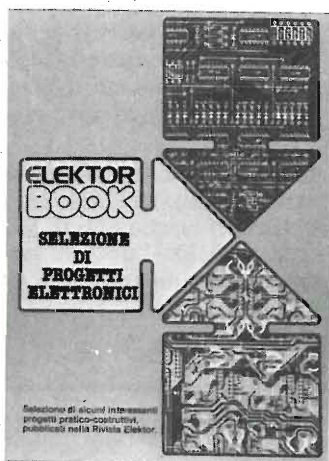 ELEKTOR
BOOK
SELEZIONE
DI
PROGETTI
ELETTRONICI
Selezione di alcuni interessanti
progetti pratico-costruttivi,
pubblicati nella Rivista Elektor.